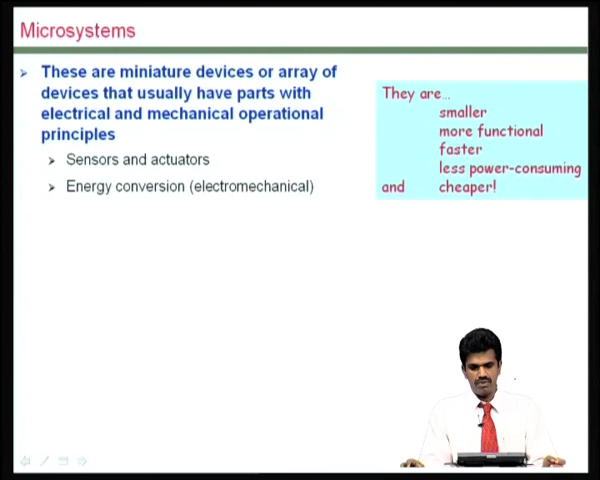 Microsystems
These are miniature devices or array of
devices that usually have parts with
electrical and mechanical operational
principles
Sensors and actuators
Energy conversion (electromechanical)
They are...
smaller
more functional
faster
less power-consuming
and cheaper!